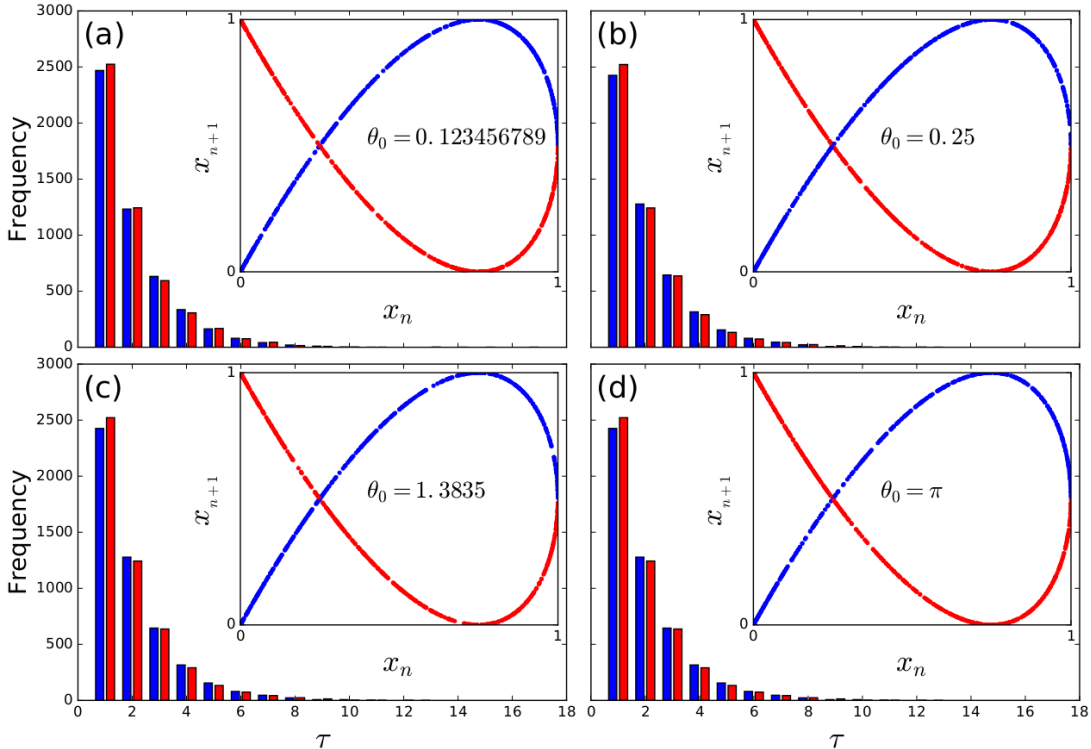 (a)
3000
2500
2000
1500
1000
500
0
Frequency
1
0
0
1
x_{n+1}
x_n
θ_0 = 0.123456789
(b)
1
0
0
1
x_{n+1}
x_n
θ_0 = 0.25
(c)
3000
2500
2000
1500
1000
500
0
Frequency
1
0
0
1
x_{n+1}
x_n
θ_0 = 1.3835
0 2 4 6 8 10 12 14 16 18
τ
(d)
1
0
0
1
x_{n+1}
x_n
θ_0 = π
0 2 4 6 8 10 12 14 16 18
τ